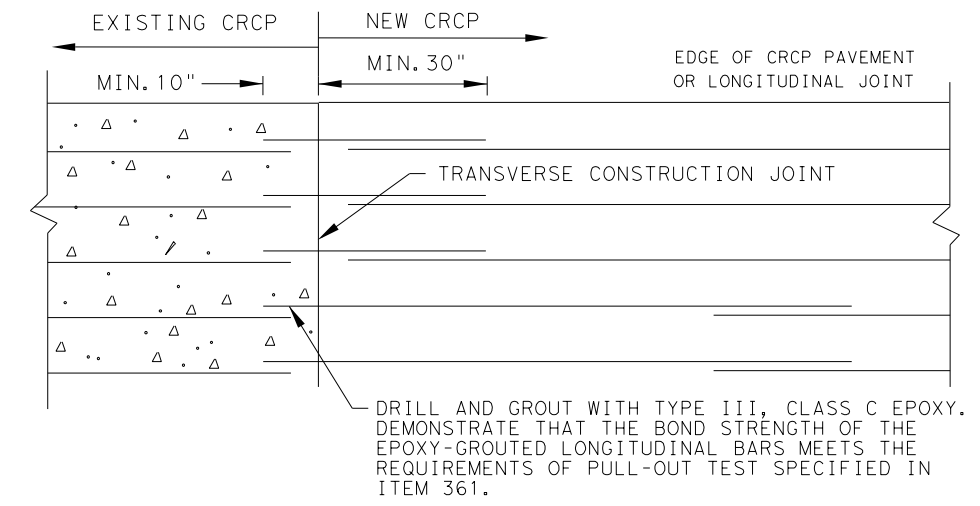 EXISTING CRCP
NEW CRCP
MIN. 10"
MIN. 30"
EDGE OF CRCP PAVEMENT
OR LONGITUDINAL JOINT
TRANSVERSE CONSTRUCTION JOINT
DRILL AND GROUT WITH TYPE III, CLASS C EPOXY.
DEMONSTRATE THAT THE BOND STRENGTH OF THE
EPOXY-GROUTED LONGITUDINAL BARS MEETS THE
REQUIREMENTS OF PULL-OUT TEST SPECIFIED IN
ITEM 361.